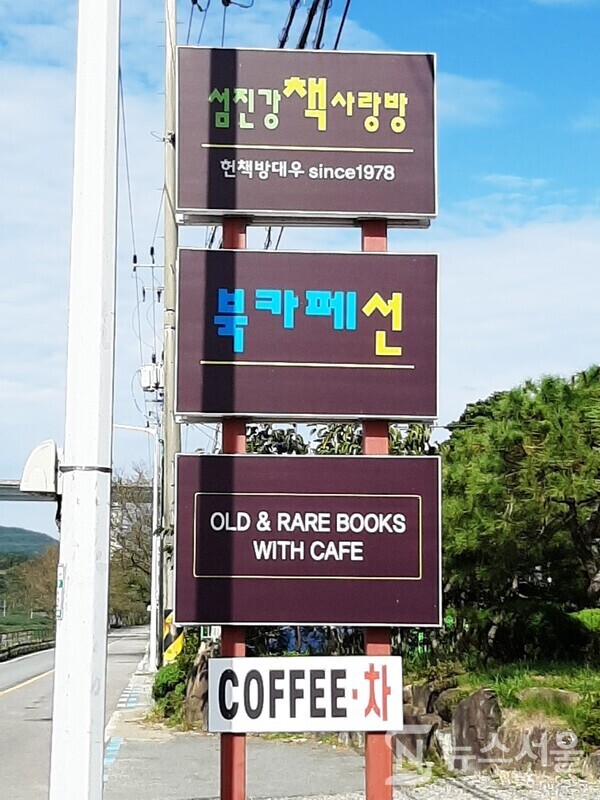 섬진강책사랑방
헌책방대우 since1978
북카페선
OLD & RARE BOOKS
WITH CAFE
COFFEE·차
뉴스서울